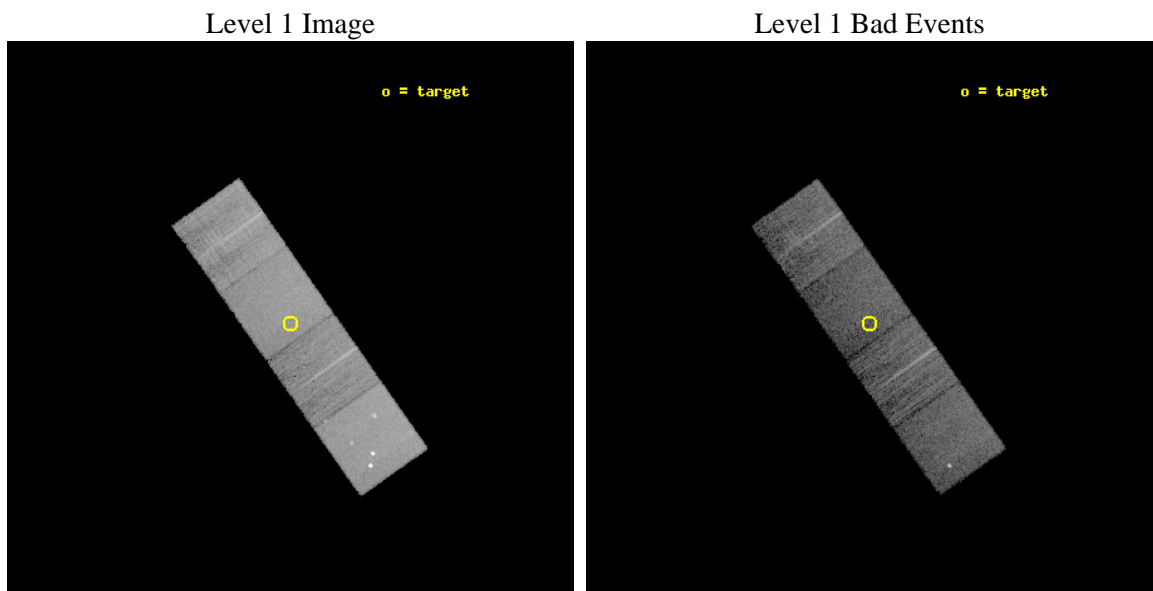 Level 1 Image
Level 1 Bad Events
o = target
o = target